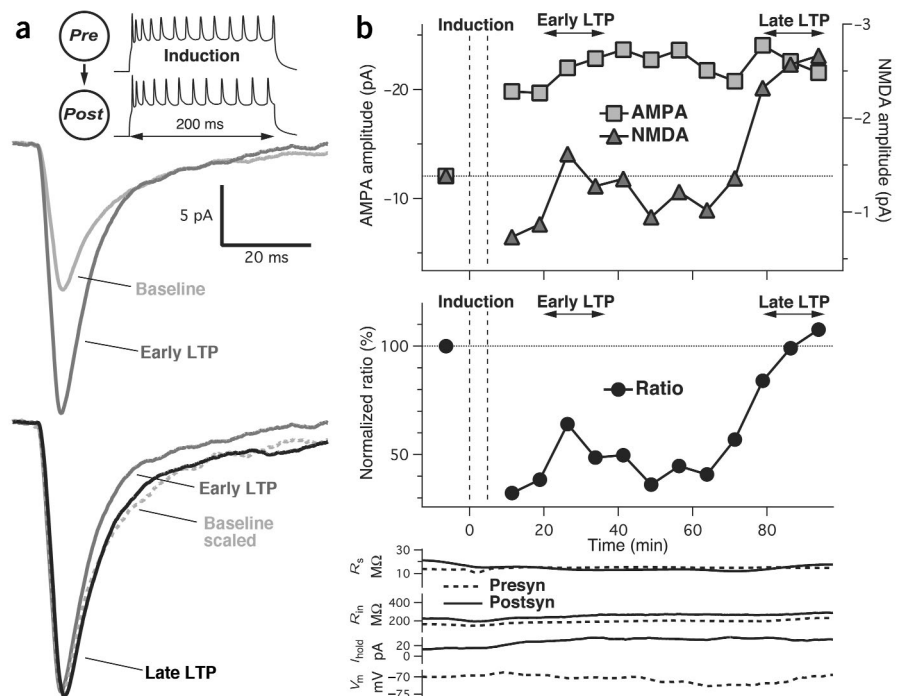 a
Pre
Post
Induction
200 ms
5 pA
20 ms
Baseline
Early LTP
Early LTP
Baseline
scaled
Late LTP
b
Induction
Early LTP
Late LTP
AMPA amplitude (pA)
–20
–10
NMDA amplitude (pA)
–3
–2
–1
AMPA
NMDA
Induction
Early LTP
Late LTP
Normalized ratio (%)
100
50
Ratio
0
20
40
60
80
Time (min)
Rs
MΩ
30
10
Presyn
Postsyn
Rin
MΩ
400
200
Ihold
pA
20
0
Vm
mV
–70
–75